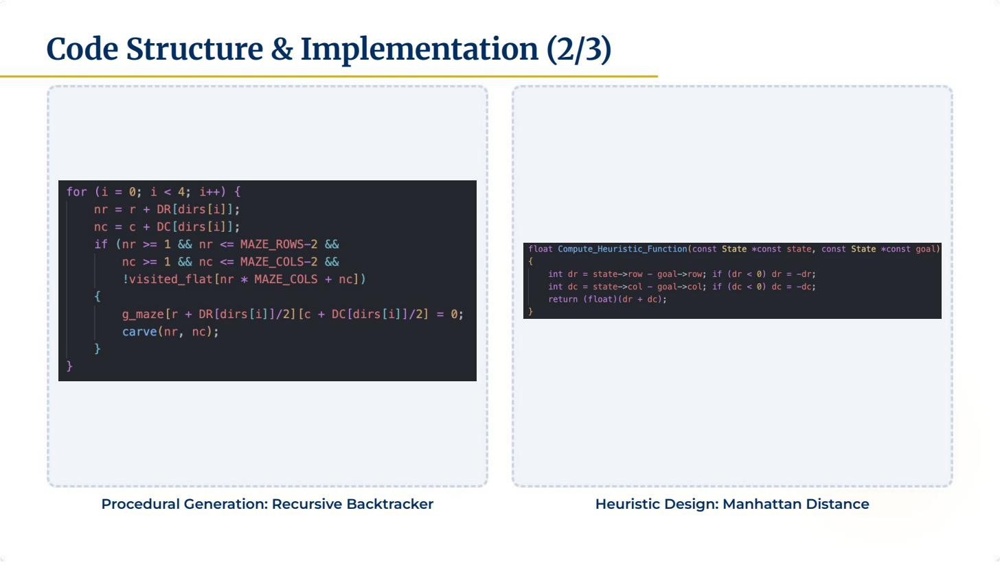 Code Structure & Implementation (2/3)
for (i = 0; i < 4; i++) {
    nr = r + DR[dirs[i]];
    nc = c + DC[dirs[i]];
    if (nr >= 1 && nr <= MAZE_ROWS-2 &&
        nc >= 1 && nc <= MAZE_COLS-2 &&
        !visited_flat[nr * MAZE_COLS + nc])
    {
        g_maze[r + DR[dirs[i]]/2][c + DC[dirs[i]]/2] = 0;
        carve(nr, nc);
    }
}
Procedural Generation: Recursive Backtracker
float Compute_Heuristic_Function(const State *const state, const State *const goal)
{
    int dr = state->row - goal->row; if (dr < 0) dr = -dr;
    int dc = state->col - goal->col; if (dc < 0) dc = -dc;
    return (float)(dr + dc);
}
Heuristic Design: Manhattan Distance